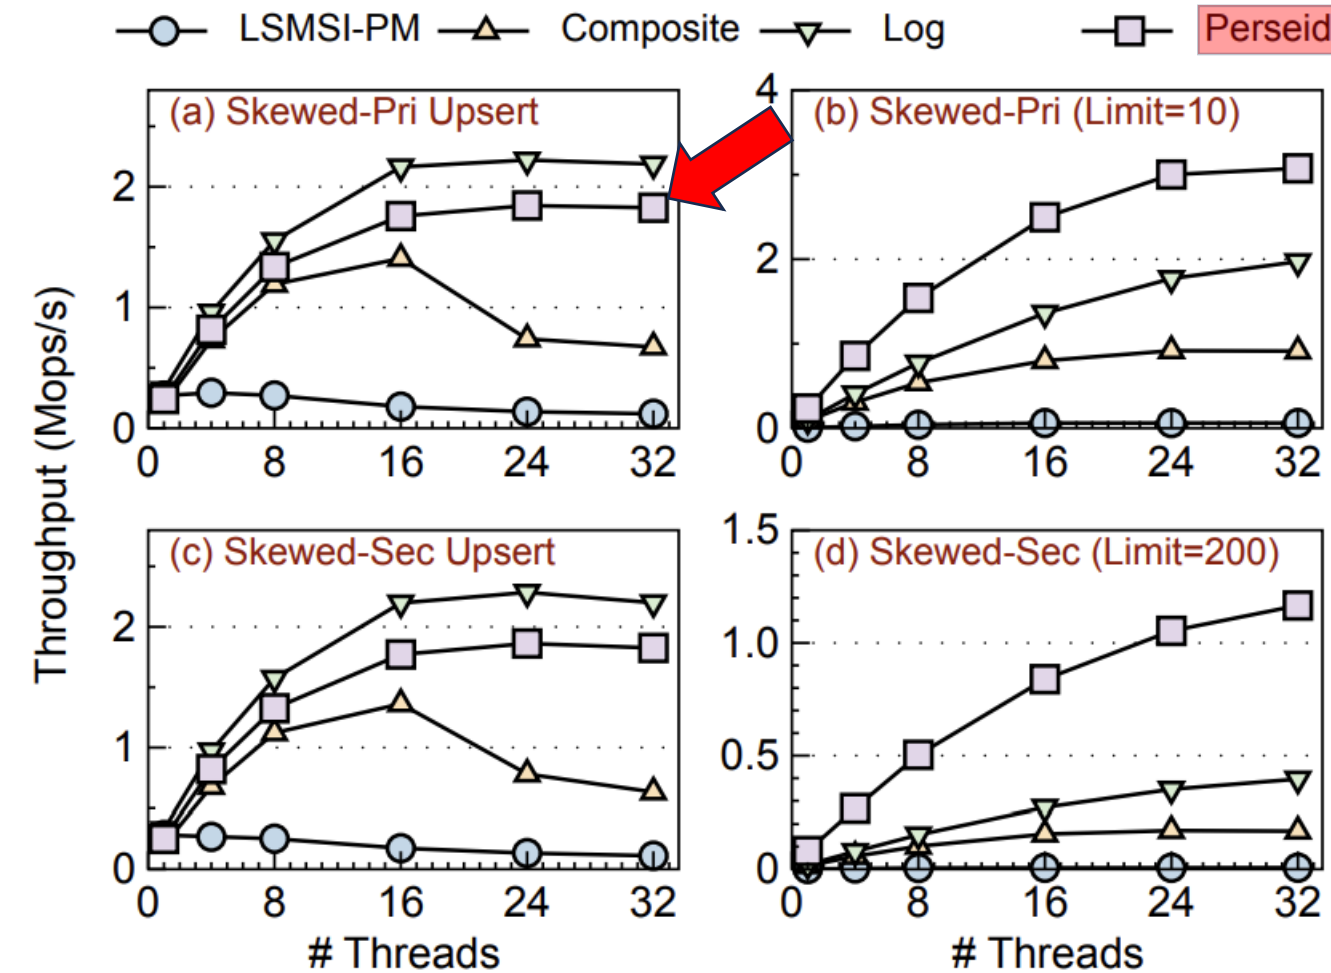 LSMSI-PM Composite Log Perseid
Throughput (Mops/s)
(a) Skewed-Pri Upsert
2
1
0
0 8 16 24 32
(b) Skewed-Pri (Limit=10)
4
2
0
0 8 16 24 32
(c) Skewed-Sec Upsert
2
1
0
0 8 16 24 32
# Threads
(d) Skewed-Sec (Limit=200)
1.5
1.0
0.5
0
0 8 16 24 32
# Threads